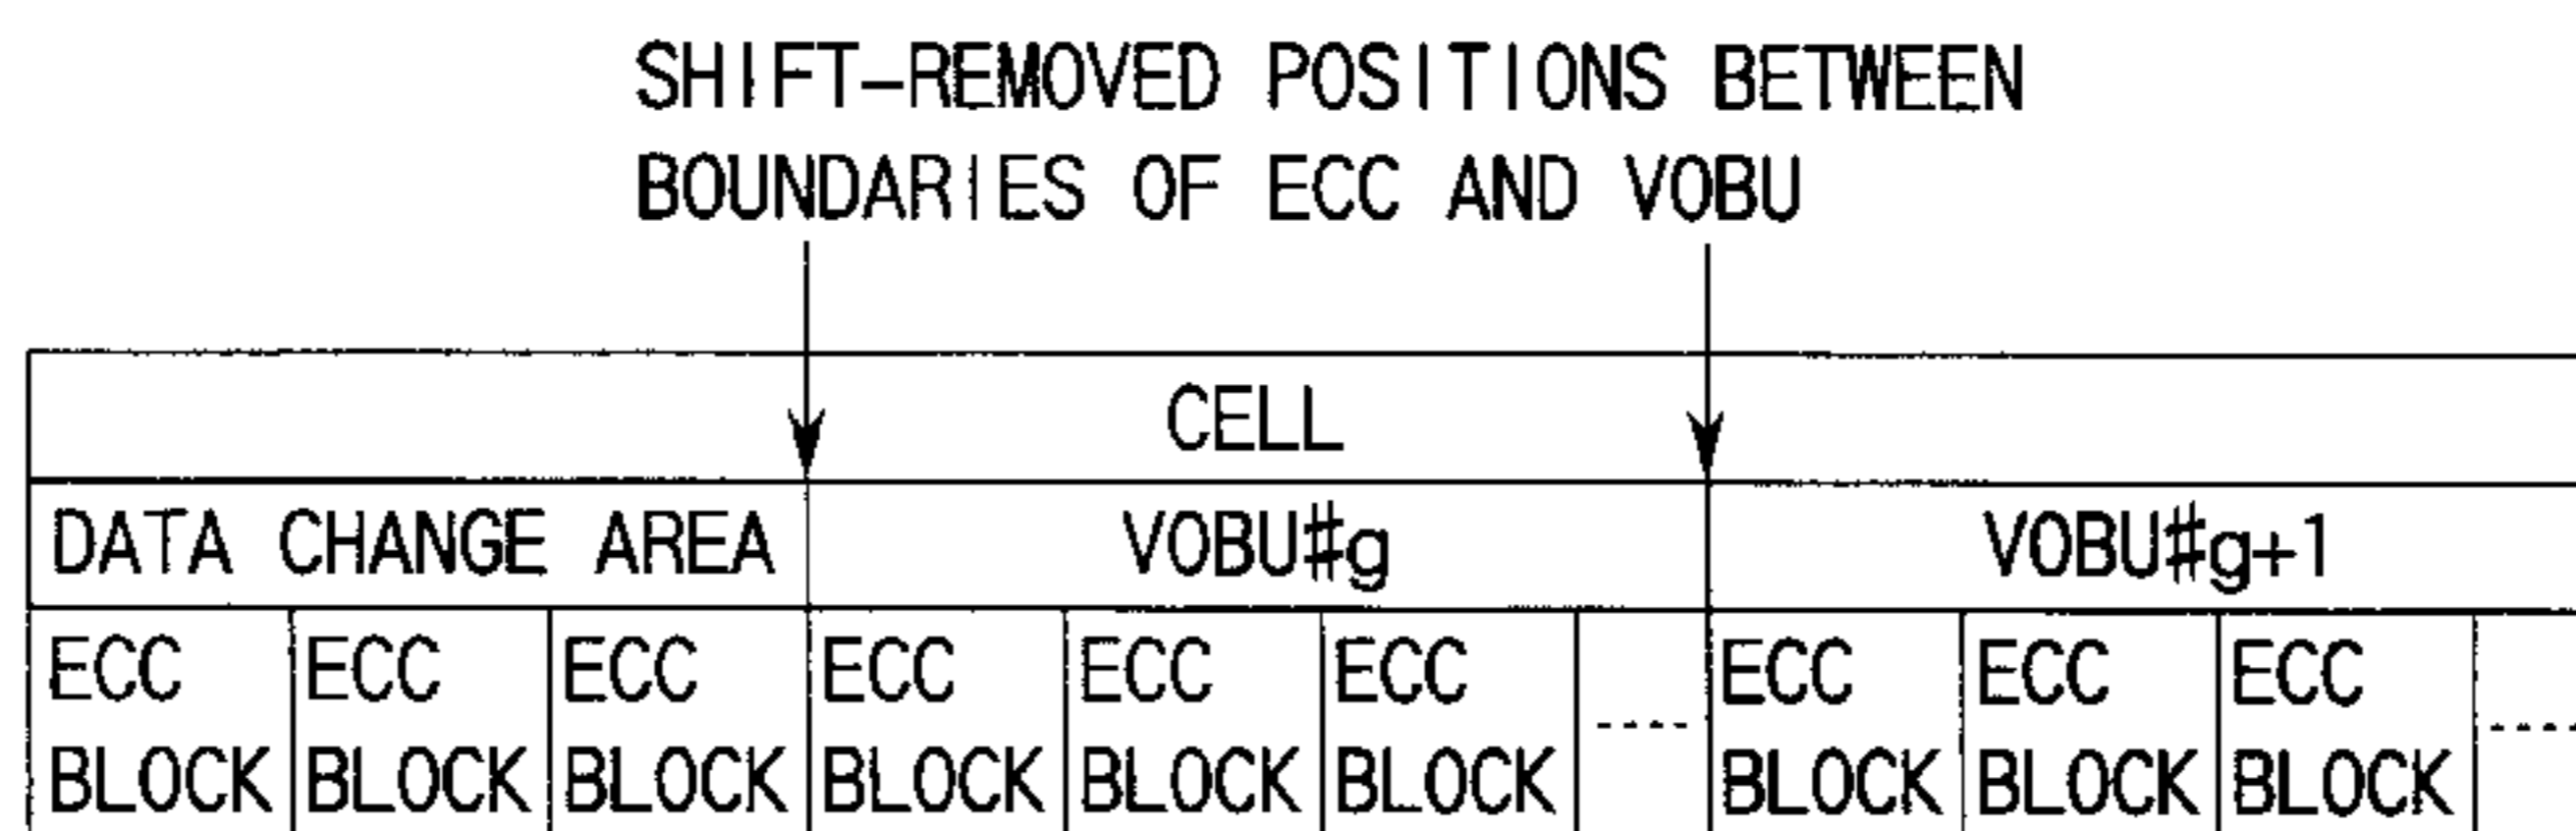 SHIFT-REMOVED POSITIONS BETWEEN
BOUNDARIES OF ECC AND VOBU
CELL
DATA CHANGE AREA VOBU#g VOBU#g+1
ECC ECC ECC ECC ECC ECC ECC ECC ECC
BLOCK BLOCK BLOCK BLOCK BLOCK BLOCK BLOCK BLOCK BLOCK